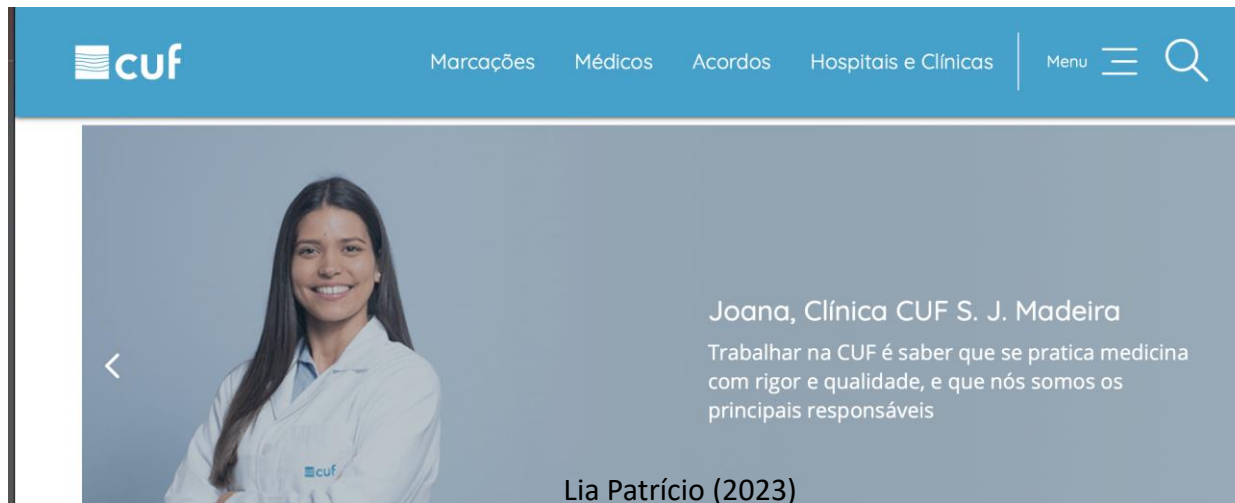 cuf
Marcações Médicos Acordos Hospitais e Clínicas Menu
Joana, Clínica CUF S. J. Madeira
Trabalhar na CUF é saber que se pratica medicina
com rigor e qualidade, e que nós somos os
principais responsáveis
cuf
Lia Patrício (2023)